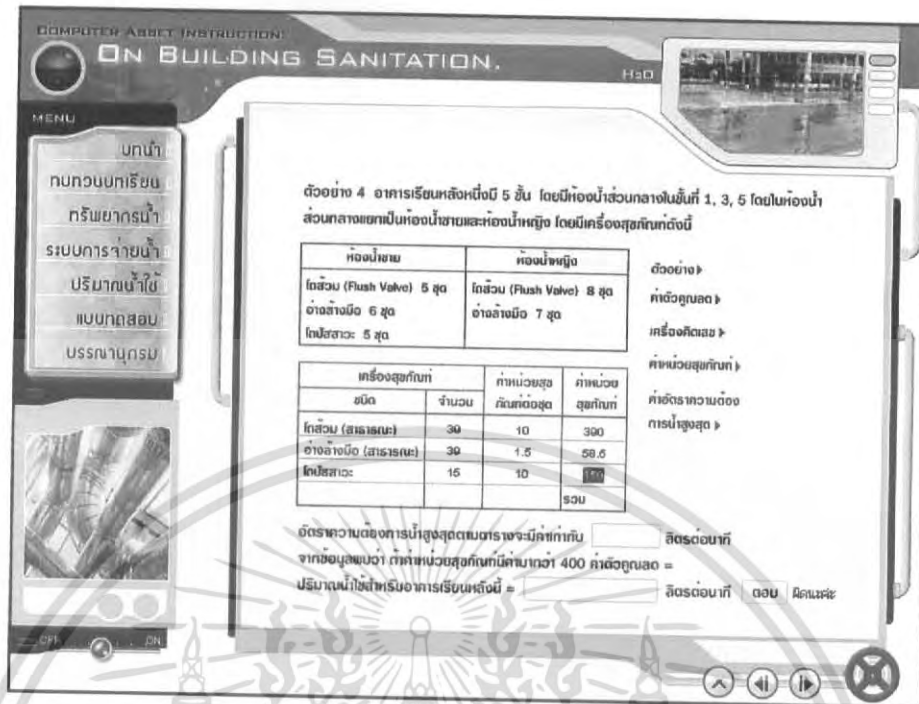 COMPUTER ASSET INSTRUCTION:
ON BUILDING SANITATION.
H2O
MENU
บทนำ
ทบทวนบทเรียน
ทรัพยากรน้ำ
ระบบการจ่ายน้ำ
ปริมาณน้ำใช้
แบบทดสอบ
บรรณานุกรม
ตัวอย่าง 4 อาคารเรียนหลังหนึ่งมี 5 ชั้น โดยมีห้องน้ำส่วนกลางในชั้นที่ 1, 3, 5 โดยในห้องน้ำ
ส่วนกลางแยกเป็นห้องน้ำชายและห้องน้ำหญิง โดยมีเครื่องสุขภัณฑ์ดังนี้
ห้องน้ำชาย ห้องน้ำหญิง
โถส้วม (Flush Valve) 5 ชุด โถส้วม (Flush Valve) 8 ชุด
อ่างล้างมือ 6 ชุด อ่างล้างมือ 7 ชุด
โถปัสสาวะ 5 ชุด
ตัวอย่าง
ค่าตัวคูณลด
เครื่องคิดเลข
ค่าหน่วยสุขภัณฑ์
ค่าอัตราความต้อง
การน้ำสูงสุด
เครื่องสุขภัณฑ์ ค่าหน่วยสุข ค่าหน่วย
ชนิด จำนวน ภัณฑ์ต่อชุด สุขภัณฑ์
โถส้วม (สาธารณะ) 39 10 390
อ่างล้างมือ (สาธารณะ) 39 1.5 58.5
โถปัสสาวะ 15 10 150
รวม
อัตราความต้องการน้ำสูงสุดตามตารางจะมีค่าเท่ากับ ลิตรต่อนาที
จากข้อมูลพบว่า ถ้าค่าหน่วยสุขภัณฑ์มีค่ามากกว่า 400 ค่าตัวคูณลด =
ปริมาณน้ำใช้สำหรับอาคารเรียนหลังนี้ = ลิตรต่อนาที ตอบ ผิดนะค่ะ
ON